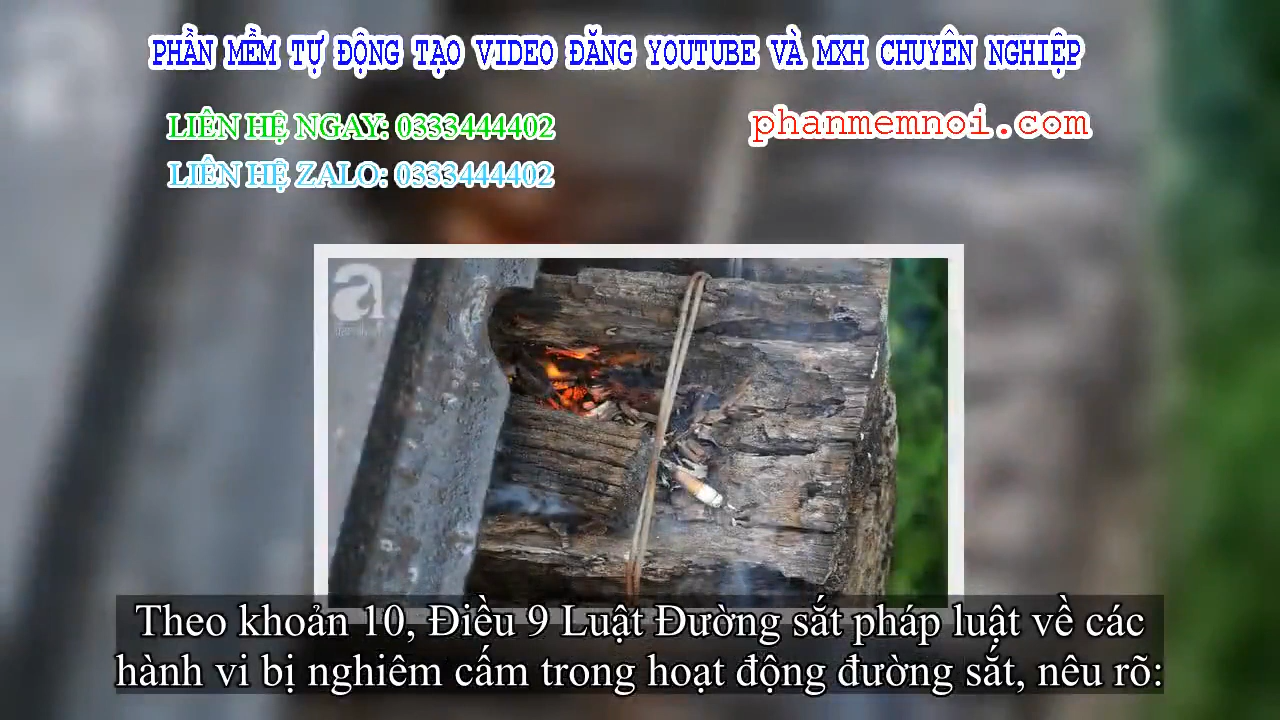 PHẦN MỀM TỰ ĐỘNG TẠO VIDEO ĐĂNG YOUTUBE VÀ MXH CHUYÊN NGHIỆP
LIÊN HỆ NGAY: 0333444402
phanmemnoi.com
LIÊN HỆ ZALO: 0333444402
a
Theo khoản 10, Điều 9 Luật Đường sắt pháp luật về các
hành vi bị nghiêm cấm trong hoạt động đường sắt, nêu rõ: